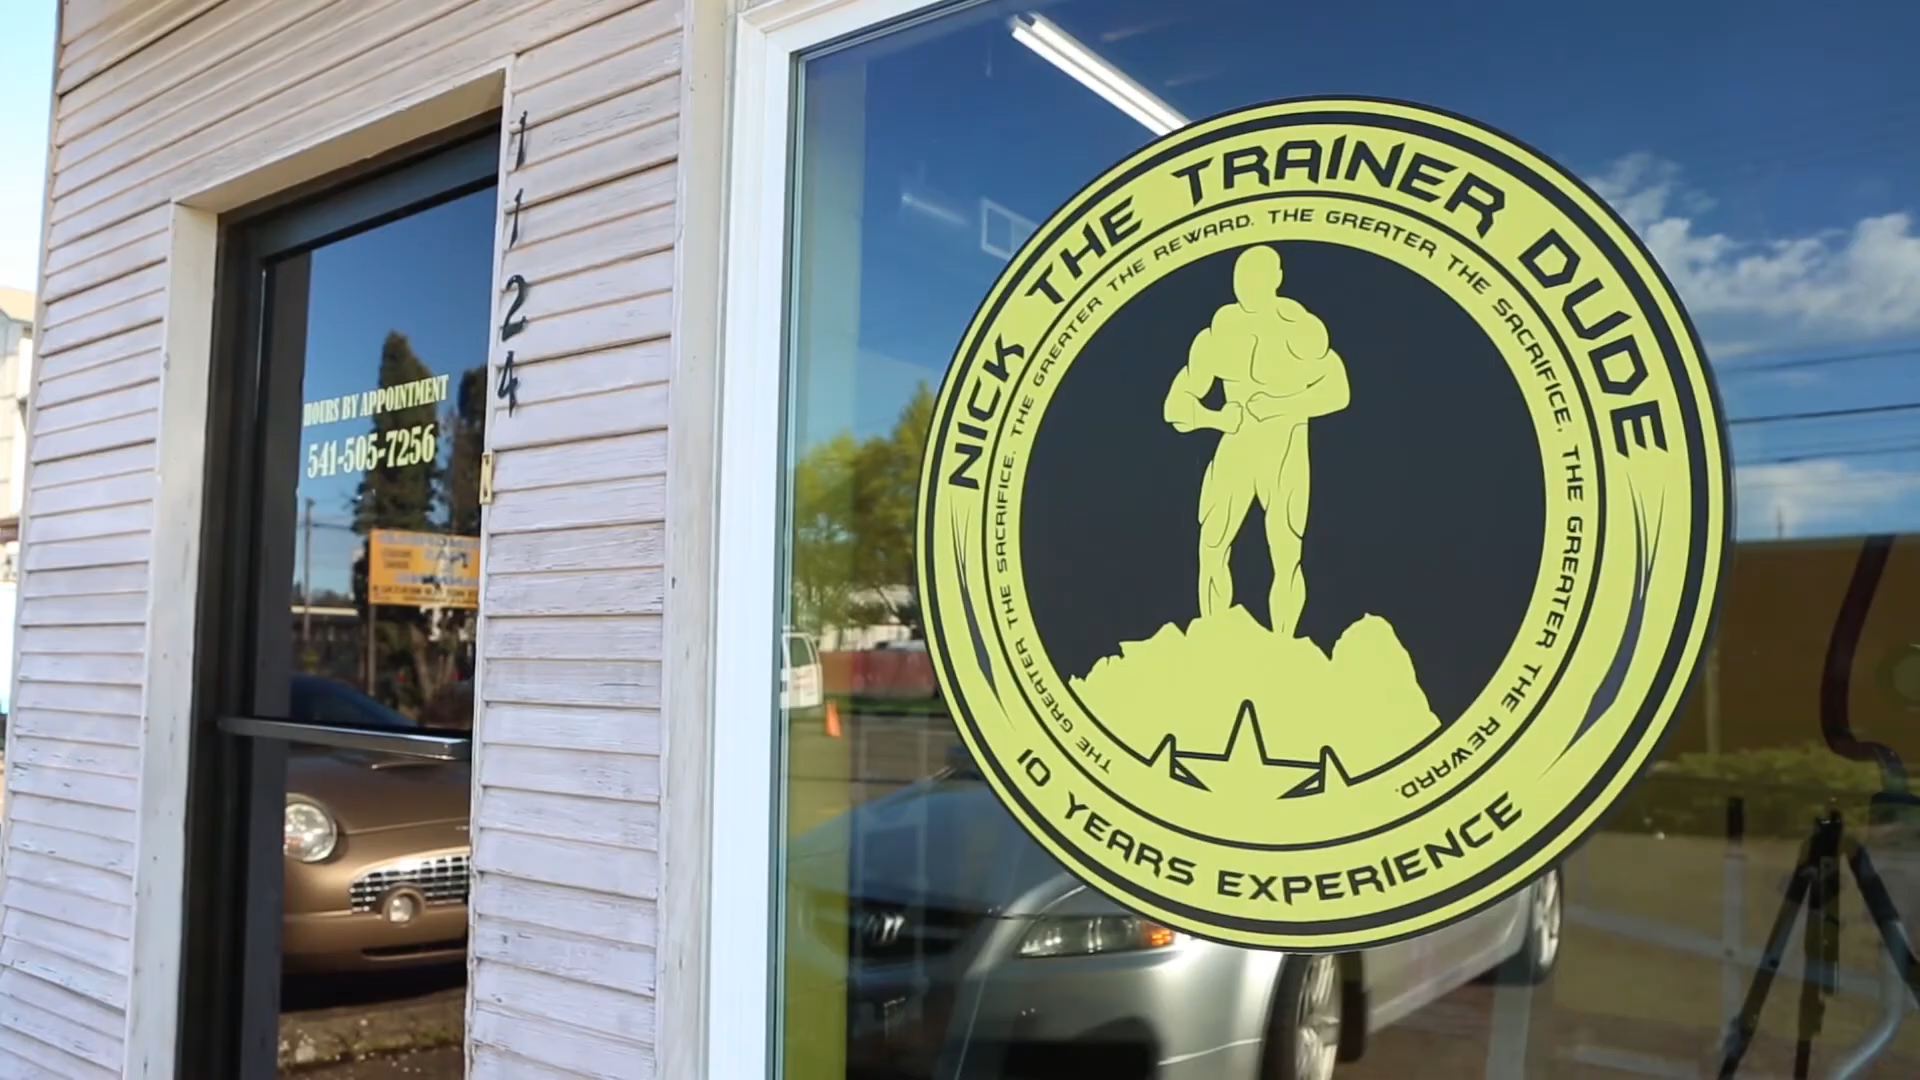 HOURS BY APPOINTMENT
541-505-7256
1124
NICK THE TRAINER DUDE
THE GREATER THE SACRIFICE. THE GREATER THE REWARD. THE GREATER THE SACRIFICE. THE GREATER THE REWARD.
10 YEARS EXPERIENCE